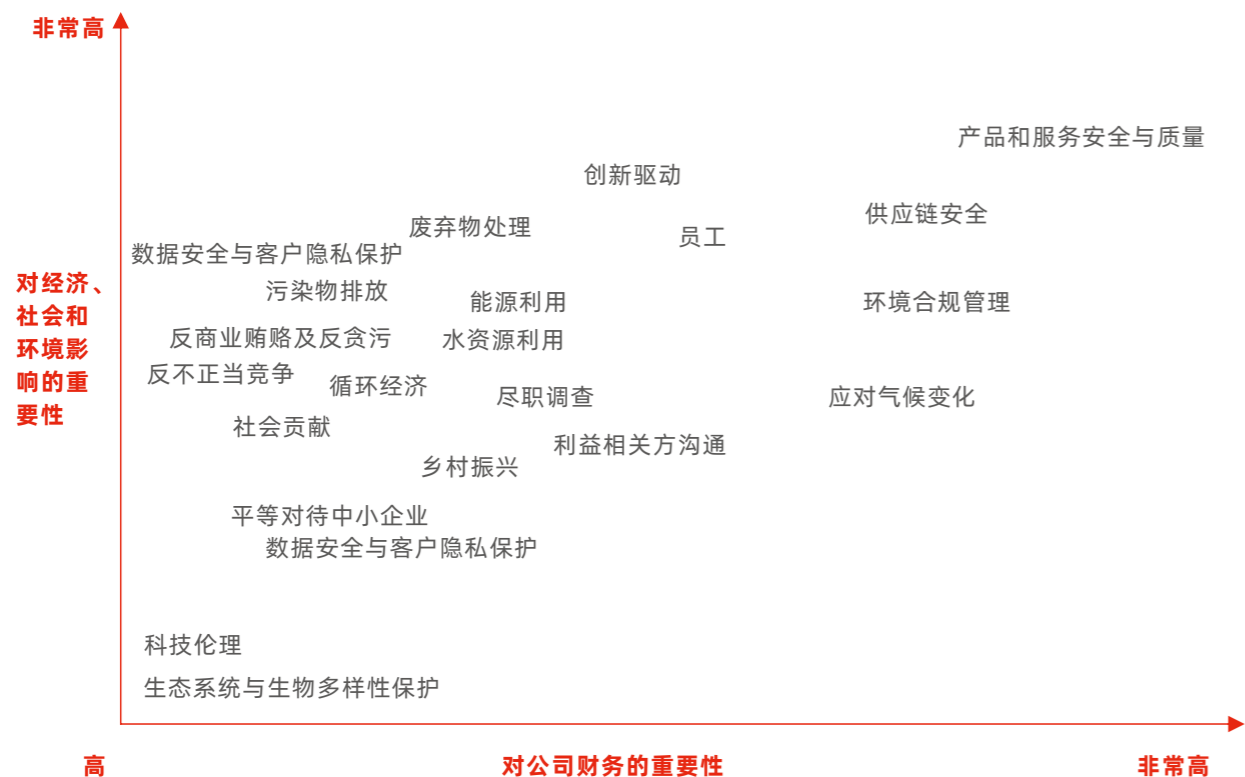 非常高
产品和服务安全与质量
创新驱动
供应链安全
废弃物处理
员工
数据安全与客户隐私保护
对经济、
社会和
环境影
响的重
要性
污染物排放
能源利用
环境合规管理
反商业贿赂及反贪污
水资源利用
反不正当竞争
循环经济
尽职调查
应对气候变化
社会贡献
利益相关方沟通
乡村振兴
平等对待中小企业
数据安全与客户隐私保护
科技伦理
生态系统与生物多样性保护
高
对公司财务的重要性
非常高